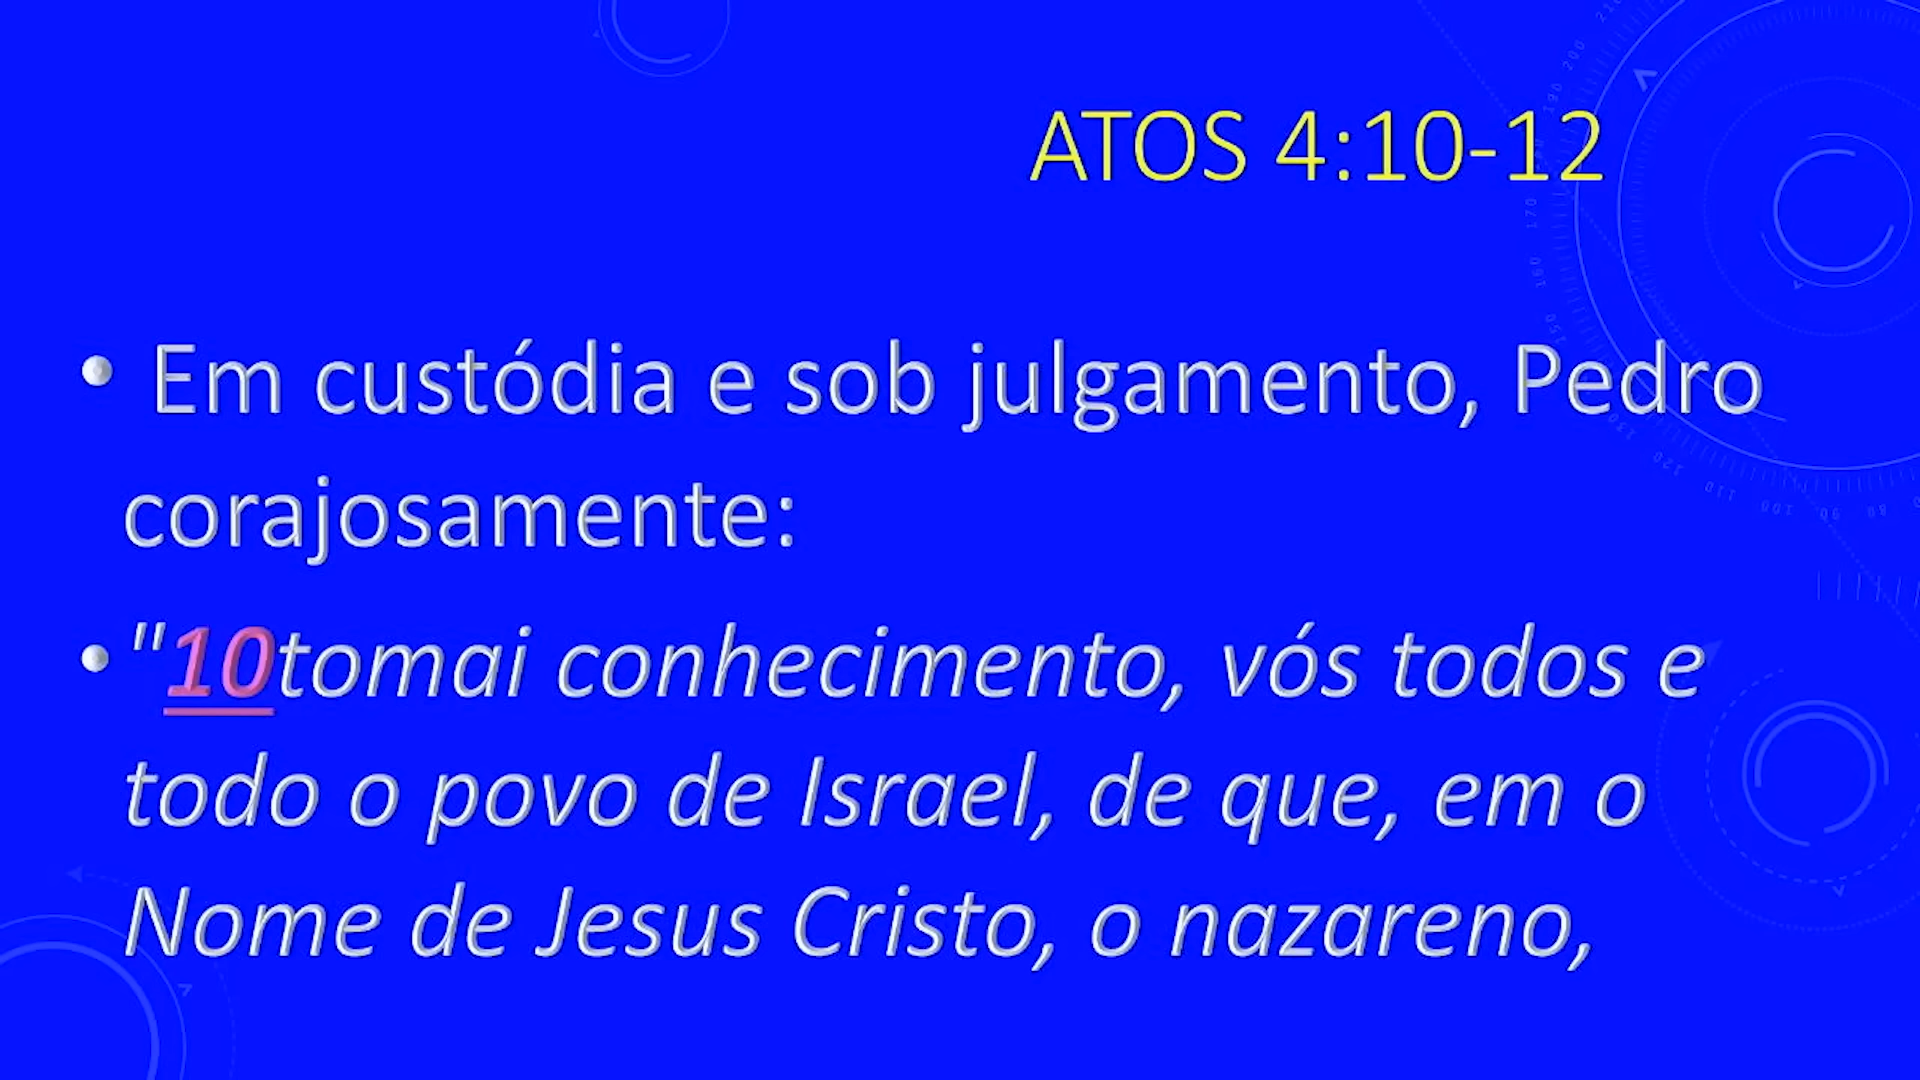 ATOS 4:10-12
• Em custódia e sob julgamento, Pedro
corajosamente:
• "10tomai conhecimento, vós todos e
todo o povo de Israel, de que, em o
Nome de Jesus Cristo, o nazareno,